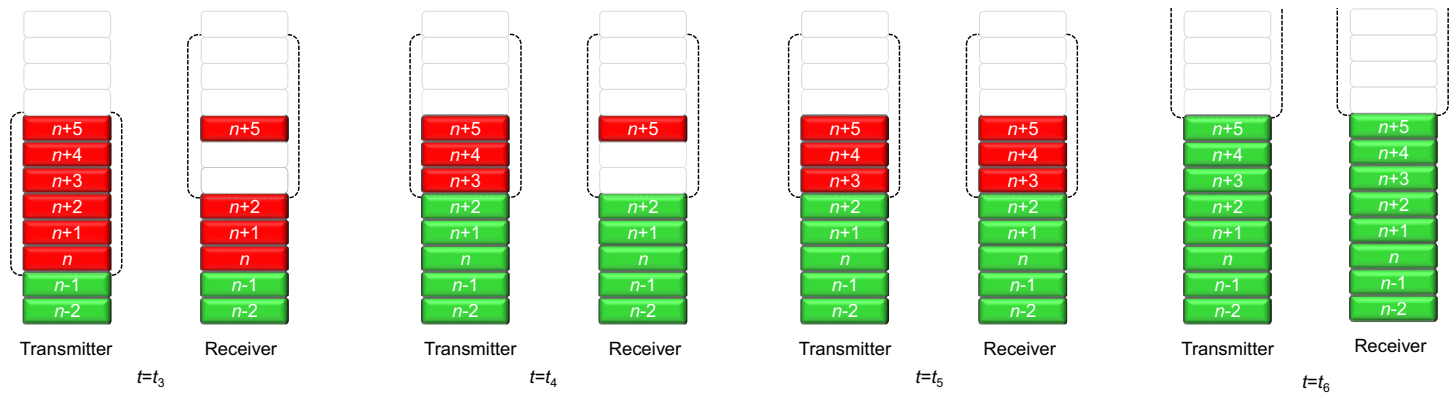 n+5
n+4
n+3
n+2
n+1
n
n-1
n-2
Transmitter
n+5
n+2
n+1
n
n-1
n-2
Receiver
t=t3
n+5
n+4
n+3
n+2
n+1
n
n-1
n-2
Transmitter
n+5
n+2
n+1
n
n-1
n-2
Receiver
t=t4
n+5
n+4
n+3
n+2
n+1
n
n-1
n-2
Transmitter
n+5
n+4
n+3
n+2
n+1
n
n-1
n-2
Receiver
t=t5
n+5
n+4
n+3
n+2
n+1
n
n-1
n-2
Transmitter
n+5
n+4
n+3
n+2
n+1
n
n-1
n-2
Receiver
t=t6